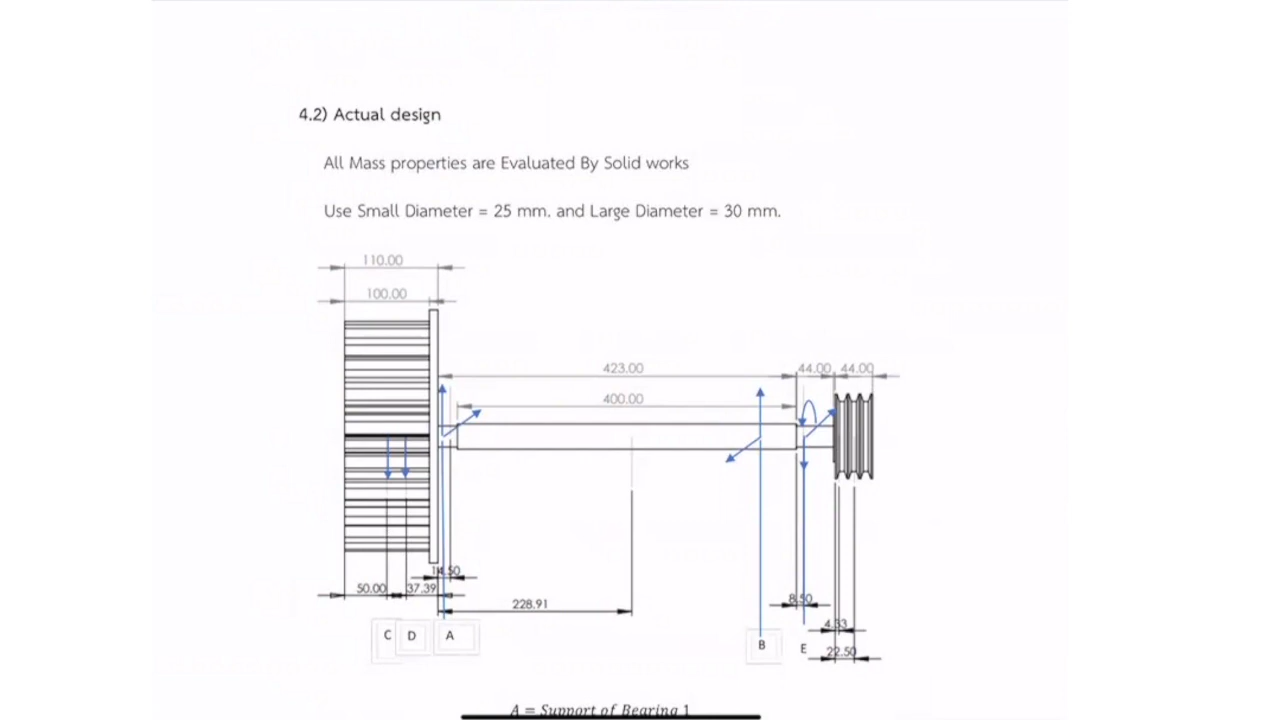 4.2) Actual design
All Mass properties are Evaluated By Solid works
Use Small Diameter = 25 mm. and Large Diameter = 30 mm.
110.00
100.00
423.00
44.00 44.00
400.00
14.50
50.00 37.39
228.91
8.50
4.33
22.50
C D A
B E
A = Support of Bearing 1